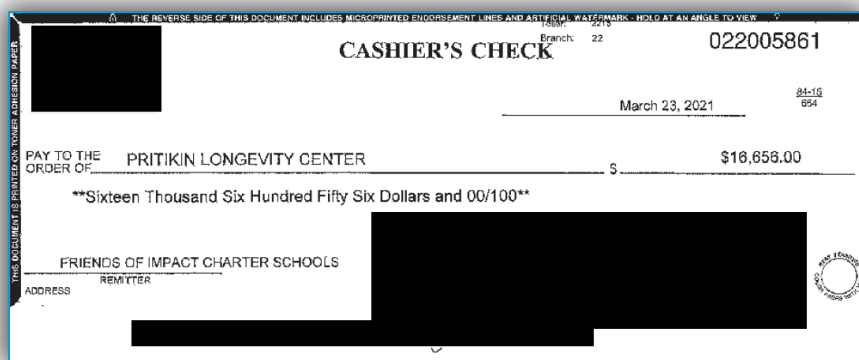 THE REVERSE SIDE OF THIS DOCUMENT INCLUDES MICROPRINTED ENDORSEMENT LINES AND ARTIFICIAL WATERMARK - HOLD AT AN ANGLE TO VIEW
THIS DOCUMENT IS PRINTED ON TONER ADHESION PAPER
Branch: 22
CASHIER'S CHECK
022005861
March 23, 2021
PAY TO THE
ORDER OF PRITIKIN LONGEVITY CENTER $ $16,656.00
**Sixteen Thousand Six Hundred Fifty Six Dollars and 00/100**
FRIENDS OF IMPACT CHARTER SCHOOLS
REMITTER
ADDRESS